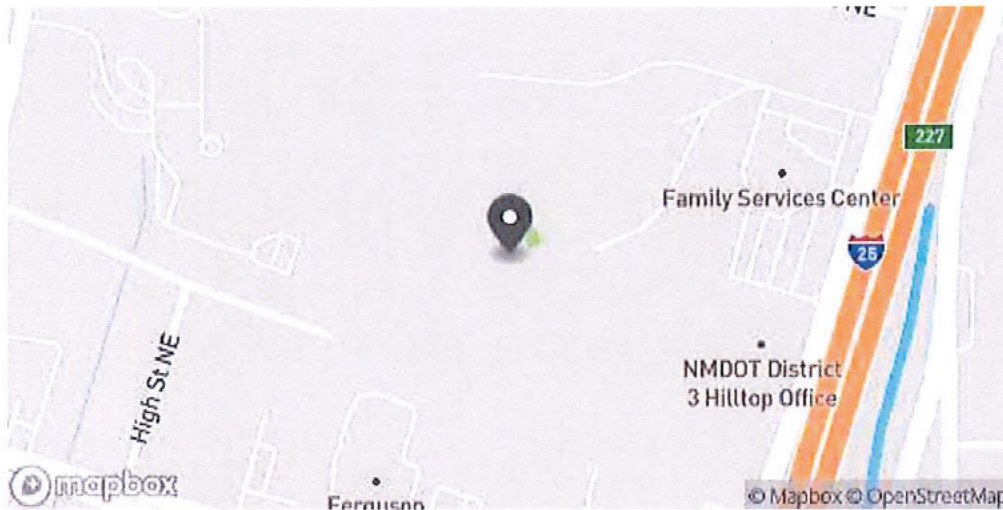 NE
227
Family Services Center
25
NMDOT District
3 Hilltop Office
High St NE
mapbox
Ferguson
© Mapbox © OpenStreetMap